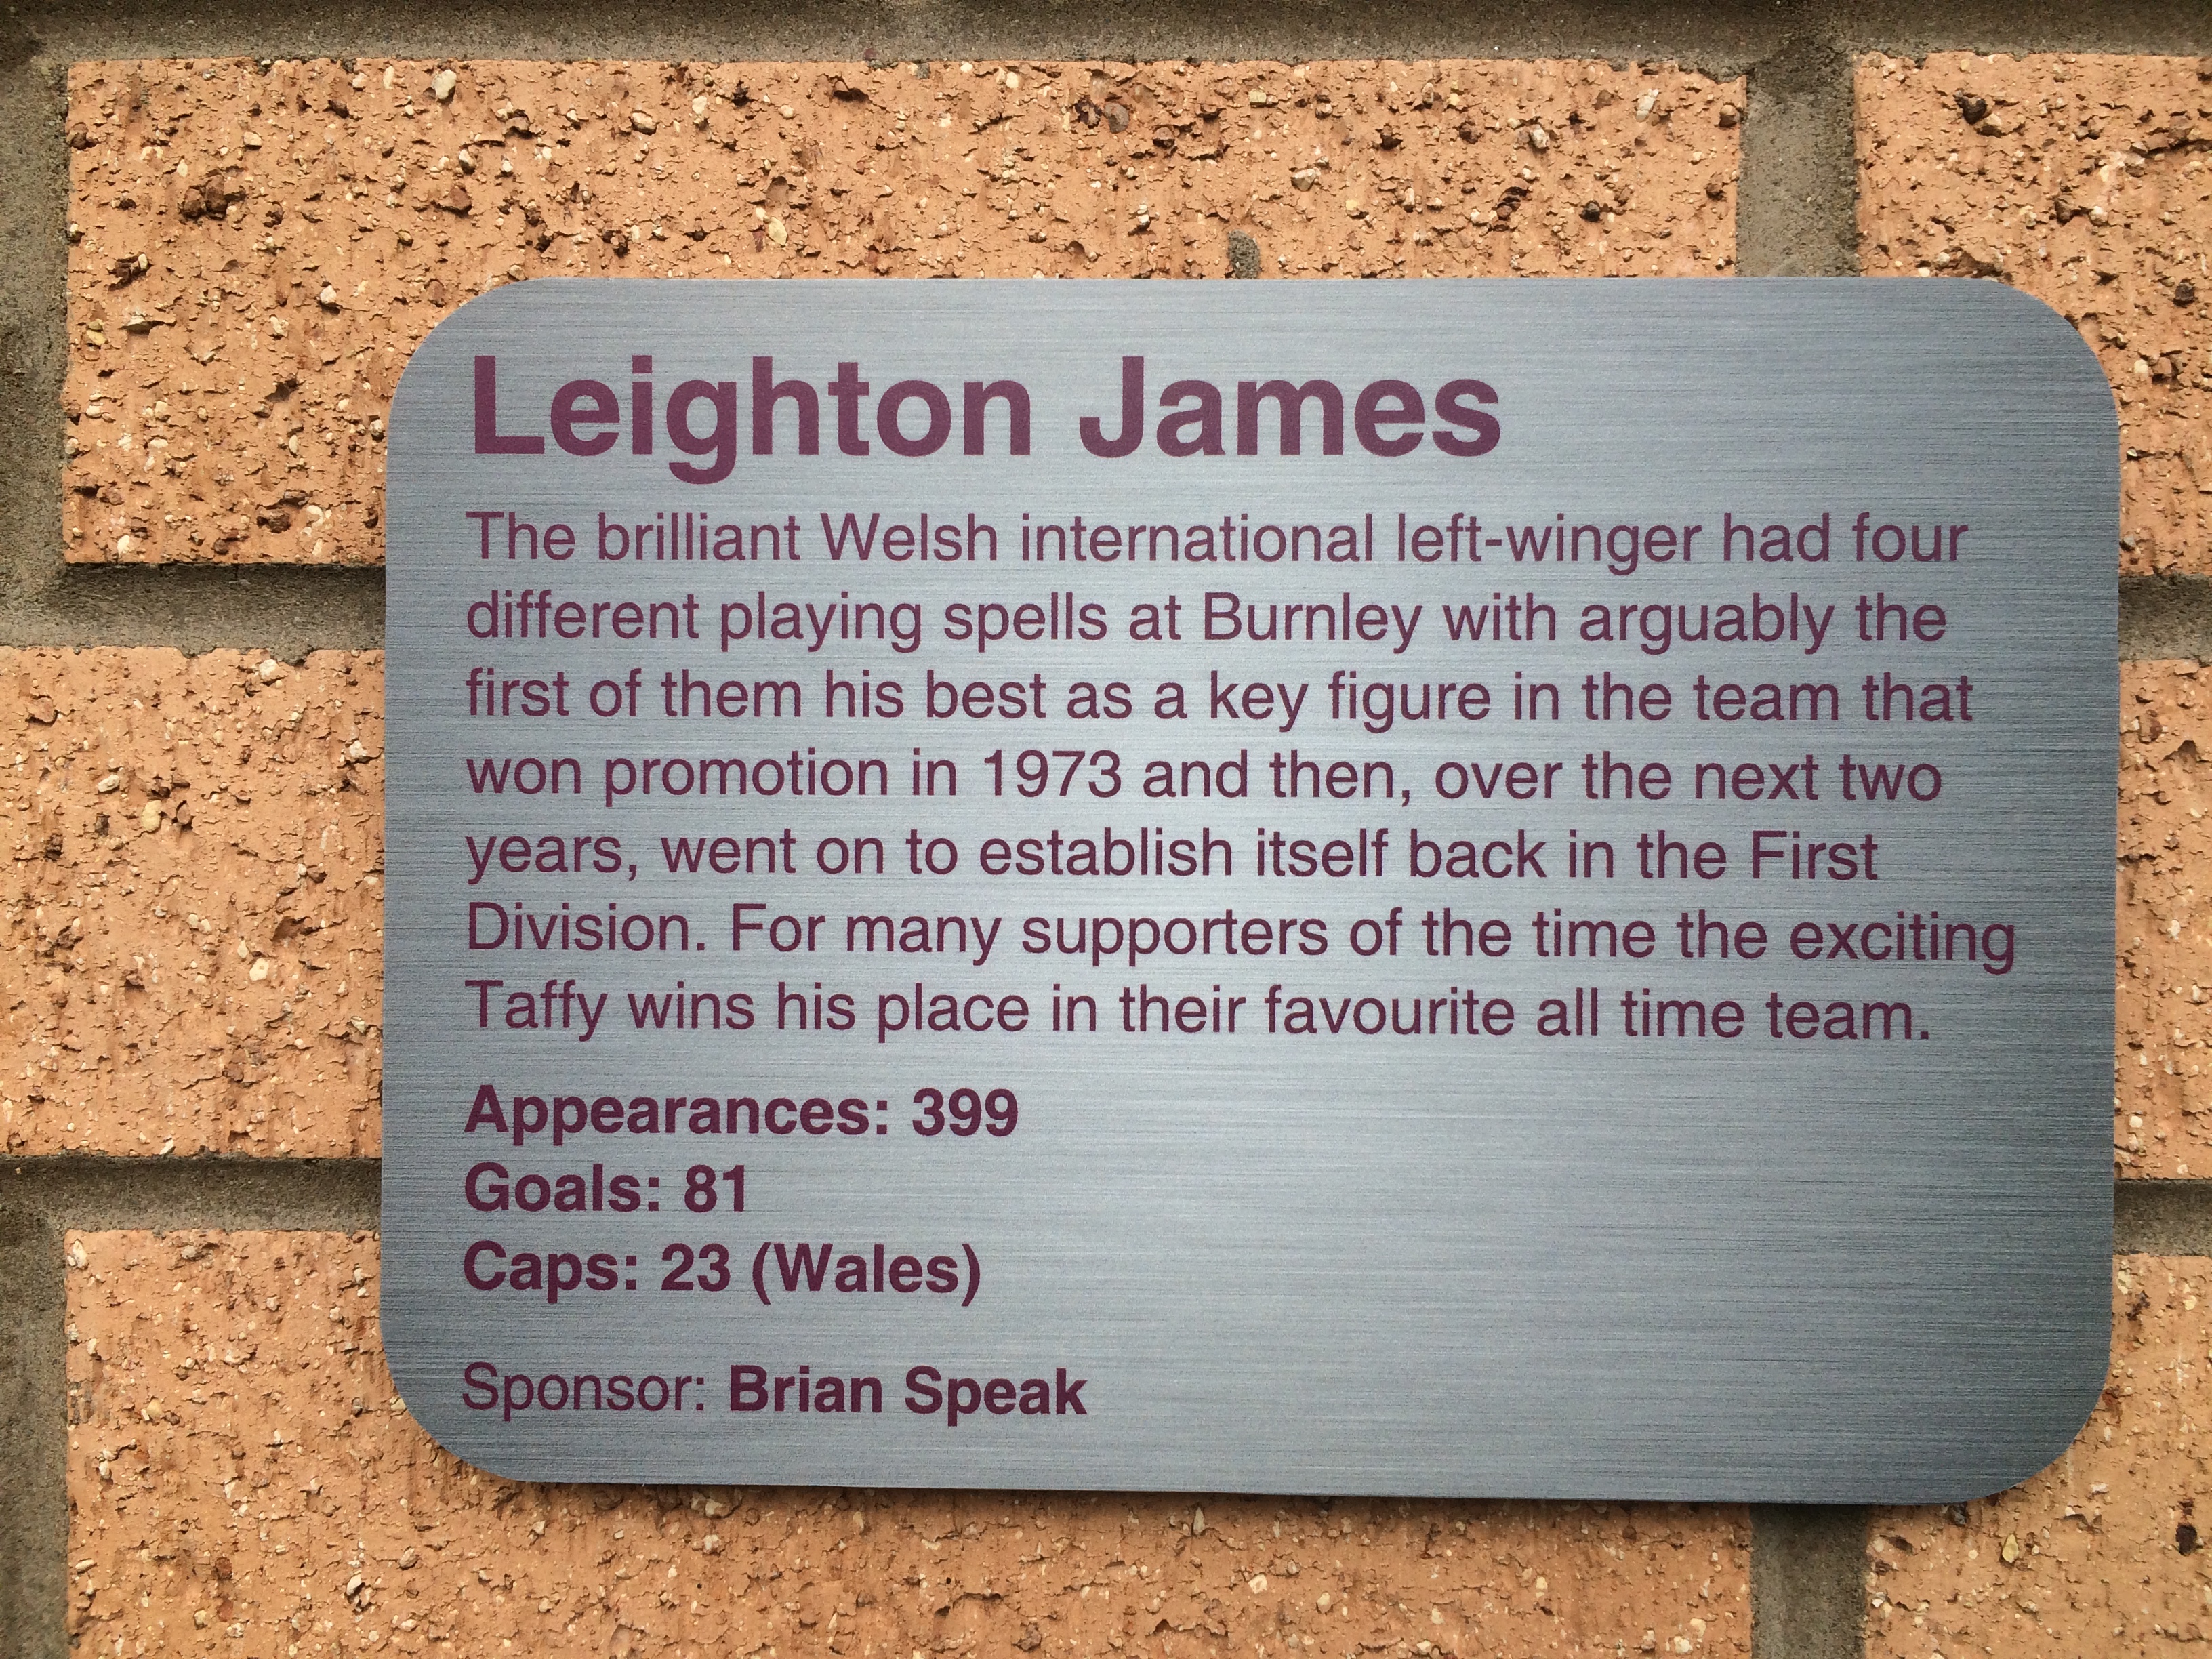 Leighton James
The brilliant Welsh international left-winger had four
different playing spells at Burnley with arguably the
first of them his best as a key figure in the team that
won promotion in 1973 and then, over the next two
years, went on to establish itself back in the First
Division. For many supporters of the time the exciting
Taffy wins his place in their favourite all time team.
Appearances: 399
Goals: 81
Caps: 23 (Wales)
Sponsor: Brian Speak